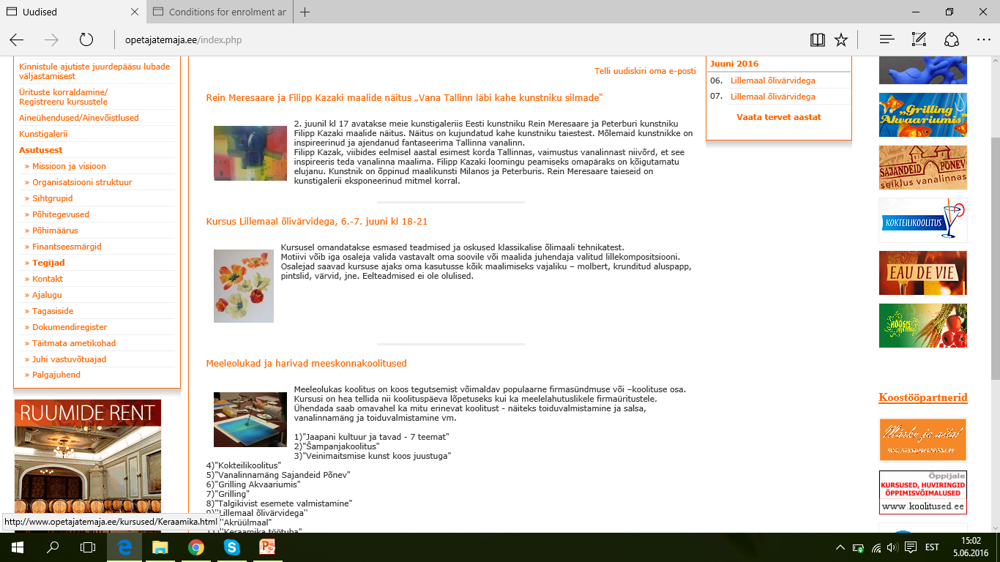 Uudised
Conditions for enrolment ar
opetajatemaja.ee/index.php
Kinnistule ajutiste juurdepääsu lubade
väljastamisest
Ürituste korraldamine/
Registreeru kursustele
Aineühendused/Ainevõistlused
Kunstigalerii
Asutusest
» Missioon ja visioon
» Organisatsiooni struktuur
» Sihtgrupid
» Põhitegevused
» Põhimäärus
» Finantseesmärgid
» Tegijad
» Kontakt
» Ajalugu
» Tagasiside
» Dokumendiregister
» Täitmata ametikohad
» Juhi vastuvõtuajad
» Palgajuhend
RUUMIDE RENT
Telli uudiskiri oma e-posti
Rein Meresaare ja Filipp Kazaki maalide näitus „Vana Tallinn läbi kahe kunstniku silmade“
2. juunil kl 17 avatakse meie kunstigaleriis Eesti kunstniku Rein Meresaare ja Peterburi kunstniku
Filipp Kazaki maalide näitus. Näitus on kujundatud kahe kunstniku taiestest. Mõlemaid kunstnikke on
inspireerinud ja ajendanud fantaseerima Tallinna vanalinn.
Filipp Kazak, viibides eelmisel aastal esimest korda Tallinnas, vaimustus vanalinnast niivõrd, et see
inspireeris teda vanalinna maalima. Filipp Kazaki loomingu peamiseks omapäraks on kõigutamatu
elujanu. Kunstnik on õppinud maalikunsti Milanos ja Peterburis. Rein Meresaare taieseid on
kunstigalerii eksponeerinud mitmel korral.
Kursus Lillemaal õlivärvidega, 6.-7. juuni kl 18-21
Kursusel omandatakse esmased teadmised ja oskused klassikalise õlimaali tehnikatest.
Motiivi võib iga osaleja valida vastavalt oma soovile või maalida juhendaja valitud lillekompositsiooni.
Osalejad saavad kursuse ajaks oma kasutusse kõik maalimiseks vajaliku – molbert, krunditud aluspapp,
pintslid, värvid, jne. Eelteadmised ei ole olulised.
Meeleolukad ja harivad meeskonnakoolitused
Meeleolukas koolitus on koos tegutsemist võimaldav populaarne firmasündmuse või –koolituse osa.
Kursusi on hea tellida nii koolituspäeva lõpetuseks kui ka meelelahutuslikele firmaüritustele.
Ühendada saab omavahel ka mitu erinevat koolitust - näiteks toiduvalmistamine ja salsa,
vanalinnamäng ja toiduvalmistamine vm.
1)"Jaapani kultuur ja tavad - 7 teemat"
2)"Šampanjakoolitus"
3)"Veinimaitsmise kunst koos juustuga"
4)"Kokteilikoolitus"
5)"Vanalinnamäng Sajandeid Põnev"
6)"Grilling Akvaariumis"
7)"Grilling"
8)"Talgikivist esemete valmistamine"
9)"Lillemaal õlivärvidega"
"Akrüülmaal"
"Keraamika töötuba"
Juuni 2016
06. Lillemaal õlivärvidega
07. Lillemaal õlivärvidega
Vaata tervet aastat
„Grilling
Akvaariumis“
SAJANDEID PÕNEV
seiklus vanalinnas
KOKTEILIKOOLITUS
EAU DE VIE
Koostööpartnerid
Märka ja aita!
Õppijale
KURSUSED, HUVIRINGID
ÕPPIMISVÕIMALUSED
www.koolitused.ee
http://www.opetajatemaja.ee/kursused/Keraamika.html
EST
15:02
5.06.2016